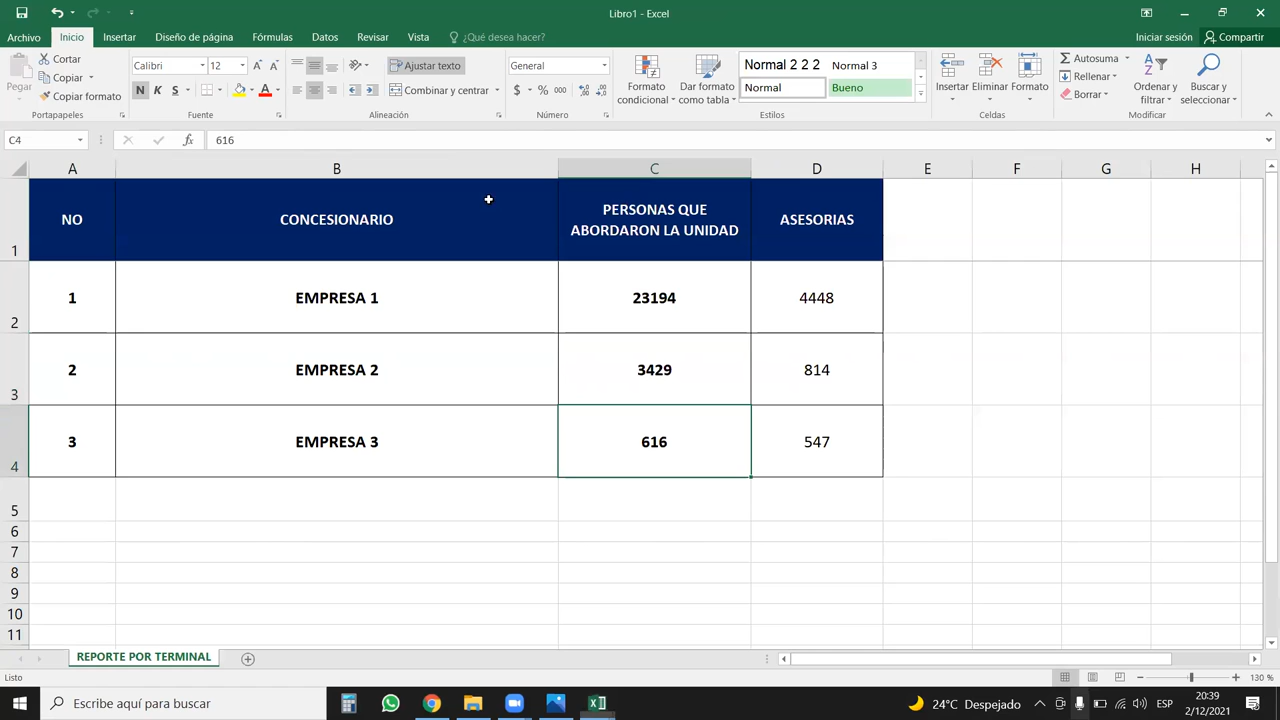 Libro1 - Excel
Archivo Inicio Insertar Diseño de página Fórmulas Datos Revisar Vista ¿Qué desea hacer? Iniciar sesión Compartir
Pegar
Cortar
Copiar
Copiar formato
Portapapeles
Calibri 12
N K S
Fuente
Ajustar texto
Combinar y centrar
Alineación
General
$ % 000
Número
Formato condicional
Dar formato como tabla
Normal 2 2 2 Normal 3
Normal Bueno
Estilos
Insertar Eliminar Formato
Celdas
Autosuma
Rellenar
Borrar
Ordenar y filtrar
Buscar y seleccionar
Modificar
C4 fx 616
A B C D E F G H
1 NO CONCESIONARIO PERSONAS QUE ABORDARON LA UNIDAD ASESORIAS
2 1 EMPRESA 1 23194 4448
3 2 EMPRESA 2 3429 814
4 3 EMPRESA 3 616 547
5
6
7
8
9
10
11
REPORTE POR TERMINAL
Listo 130 %
Escribe aquí para buscar 24°C Despejado ESP 20:39
2/12/2021